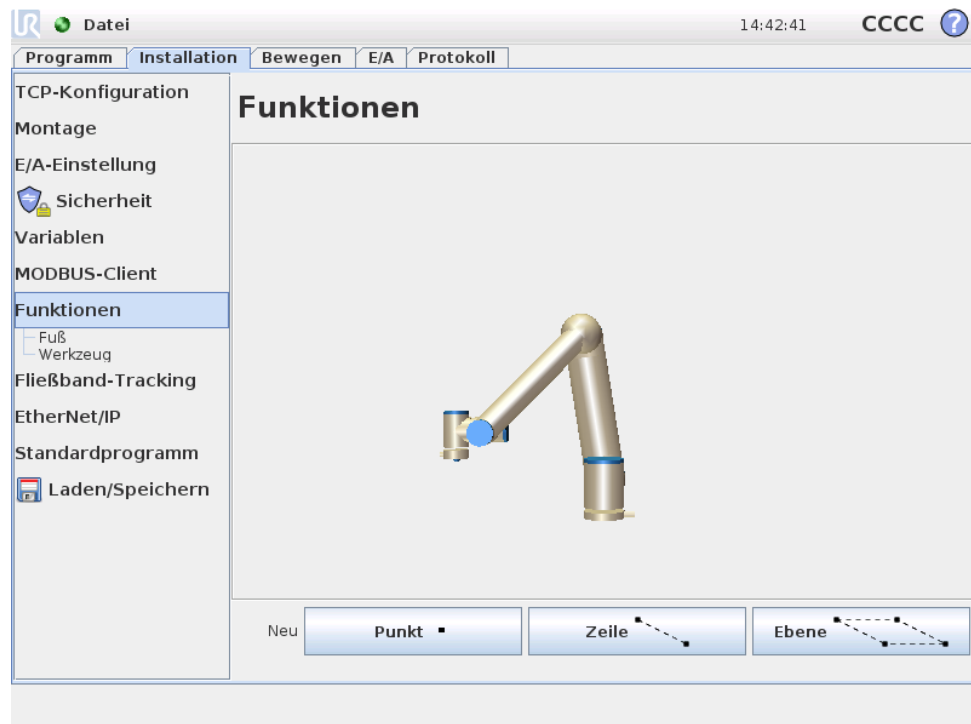 UR Datei 14:42:41 CCCC ?
Programm Installation Bewegen E/A Protokoll
TCP-Konfiguration
Funktionen
Montage
E/A-Einstellung
Sicherheit
Variablen
MODBUS-Client
Funktionen
Fuß
Werkzeug
Fließband-Tracking
EtherNet/IP
Standardprogramm
Laden/Speichern
Neu Punkt Zeile Ebene